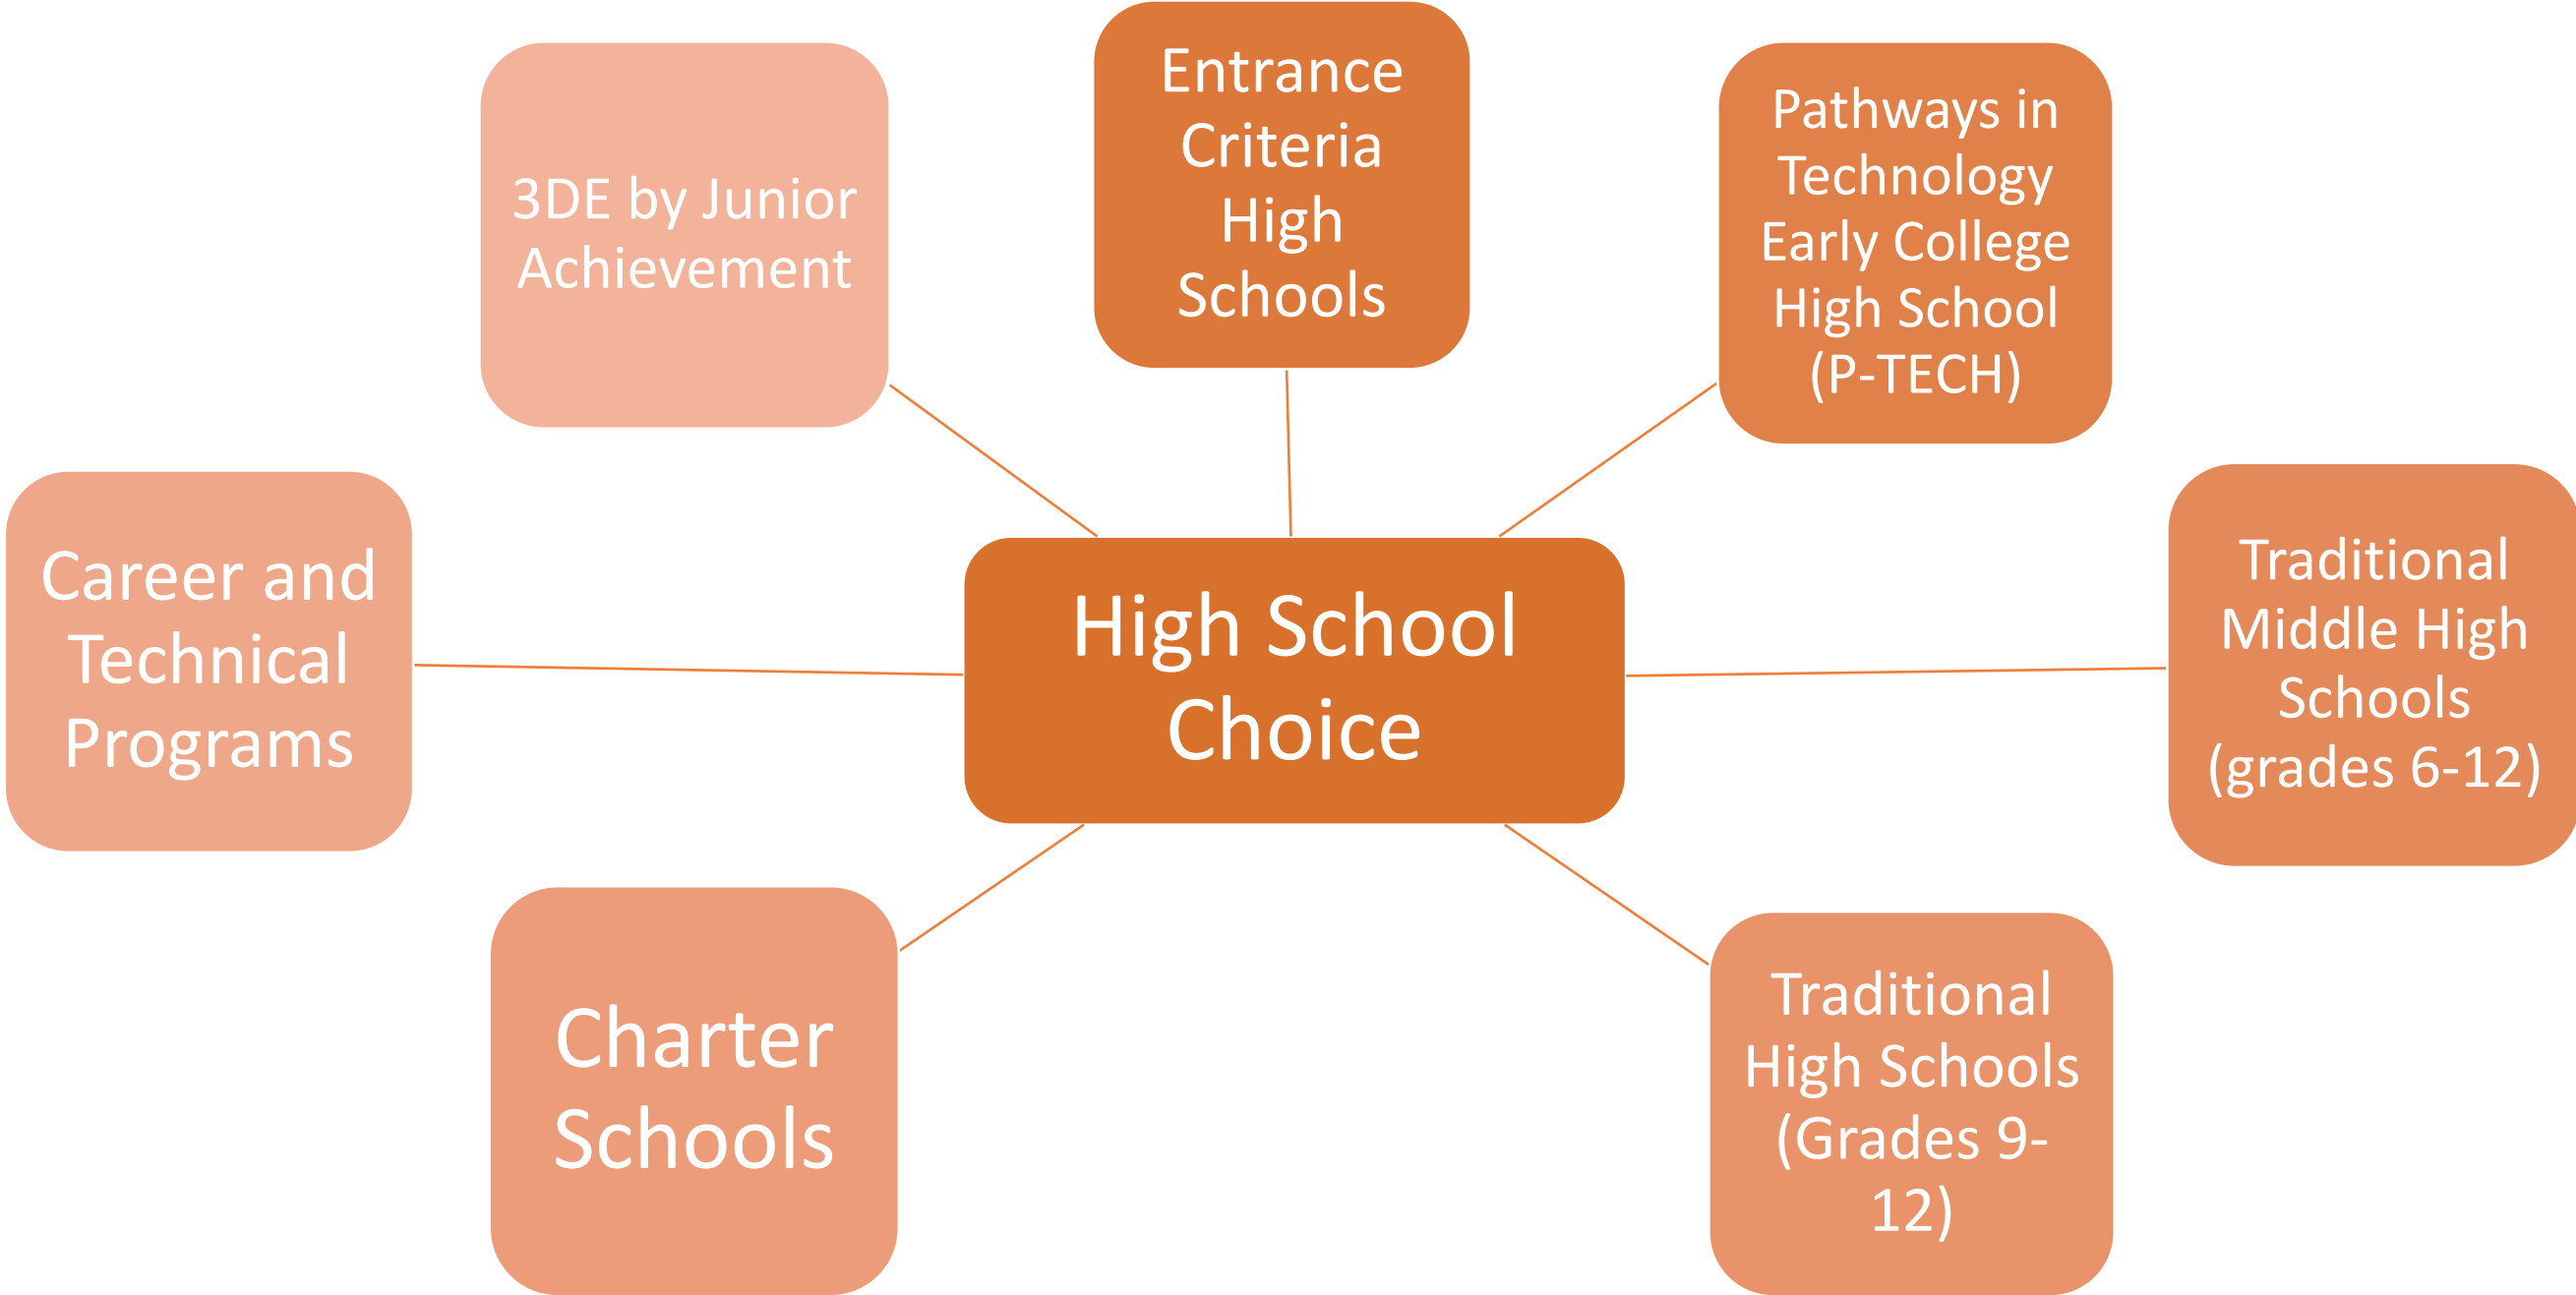 Entrance
Criteria
High
Schools
Pathways in
Technology
Early College
High School
(P-TECH)
Traditional
Middle High
Schools
(grades 6-12)
Traditional
High Schools
(Grades 9-
12)
Charter
Schools
Career and
Technical
Programs
3DE by Junior
Achievement
High School
Choice